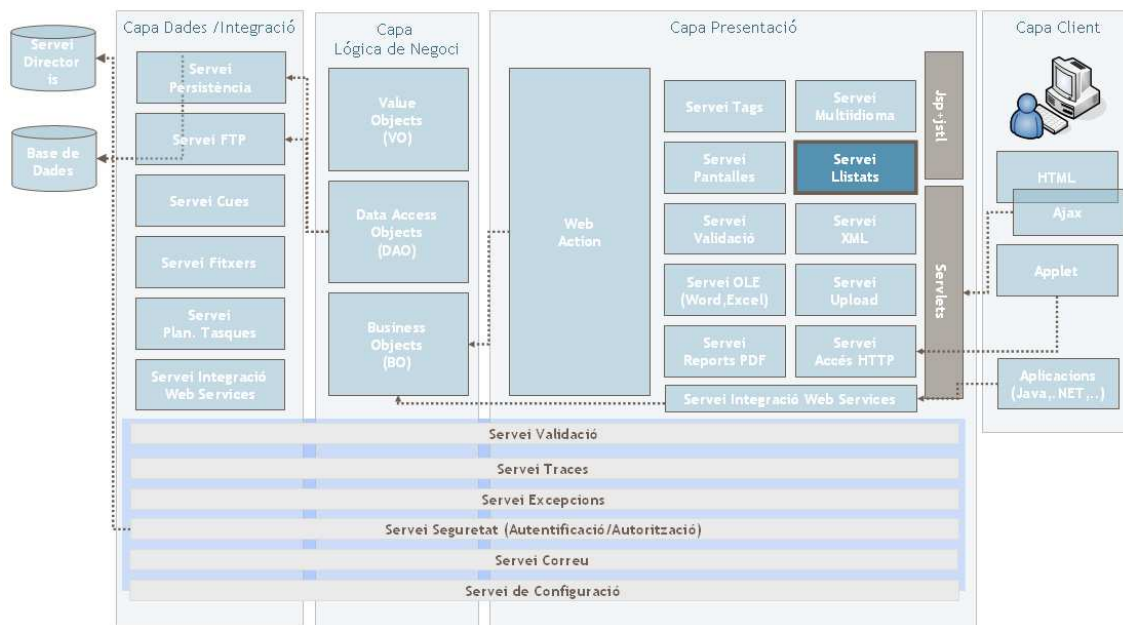 Capa Dades /Integració
Capa
Lógica de Negoci
Capa Presentació
Capa Client
Servei
Director
is
Base de
Dades
Servei
Persistència
Servei FTP
Servei Cues
Servei Fitxers
Servei
Plan. Tasques
Servei Integració
Web Services
Value
Objects
(VO)
Data Access
Objects
(DAO)
Business
Objects
(BO)
Web
Action
Servei Tags
Servei
Multiidioma
Servei
Pantalles
Servei
Llistats
Servei
Validació
Servei
XML
Servei OLE
(Word,Excel)
Servei
Upload
Servei
Reports PDF
Servei
Accés HTTP
Servei Integració Web Services
Jsp+jstl
Servlets
HTML
Ajax
Applet
Aplicacions
(Java,.NET,..)
Servei Validació
Servei Traces
Servei Excepcions
Servei Seguretat (Autentificació/Autorització)
Servei Correu
Servei de Configuració